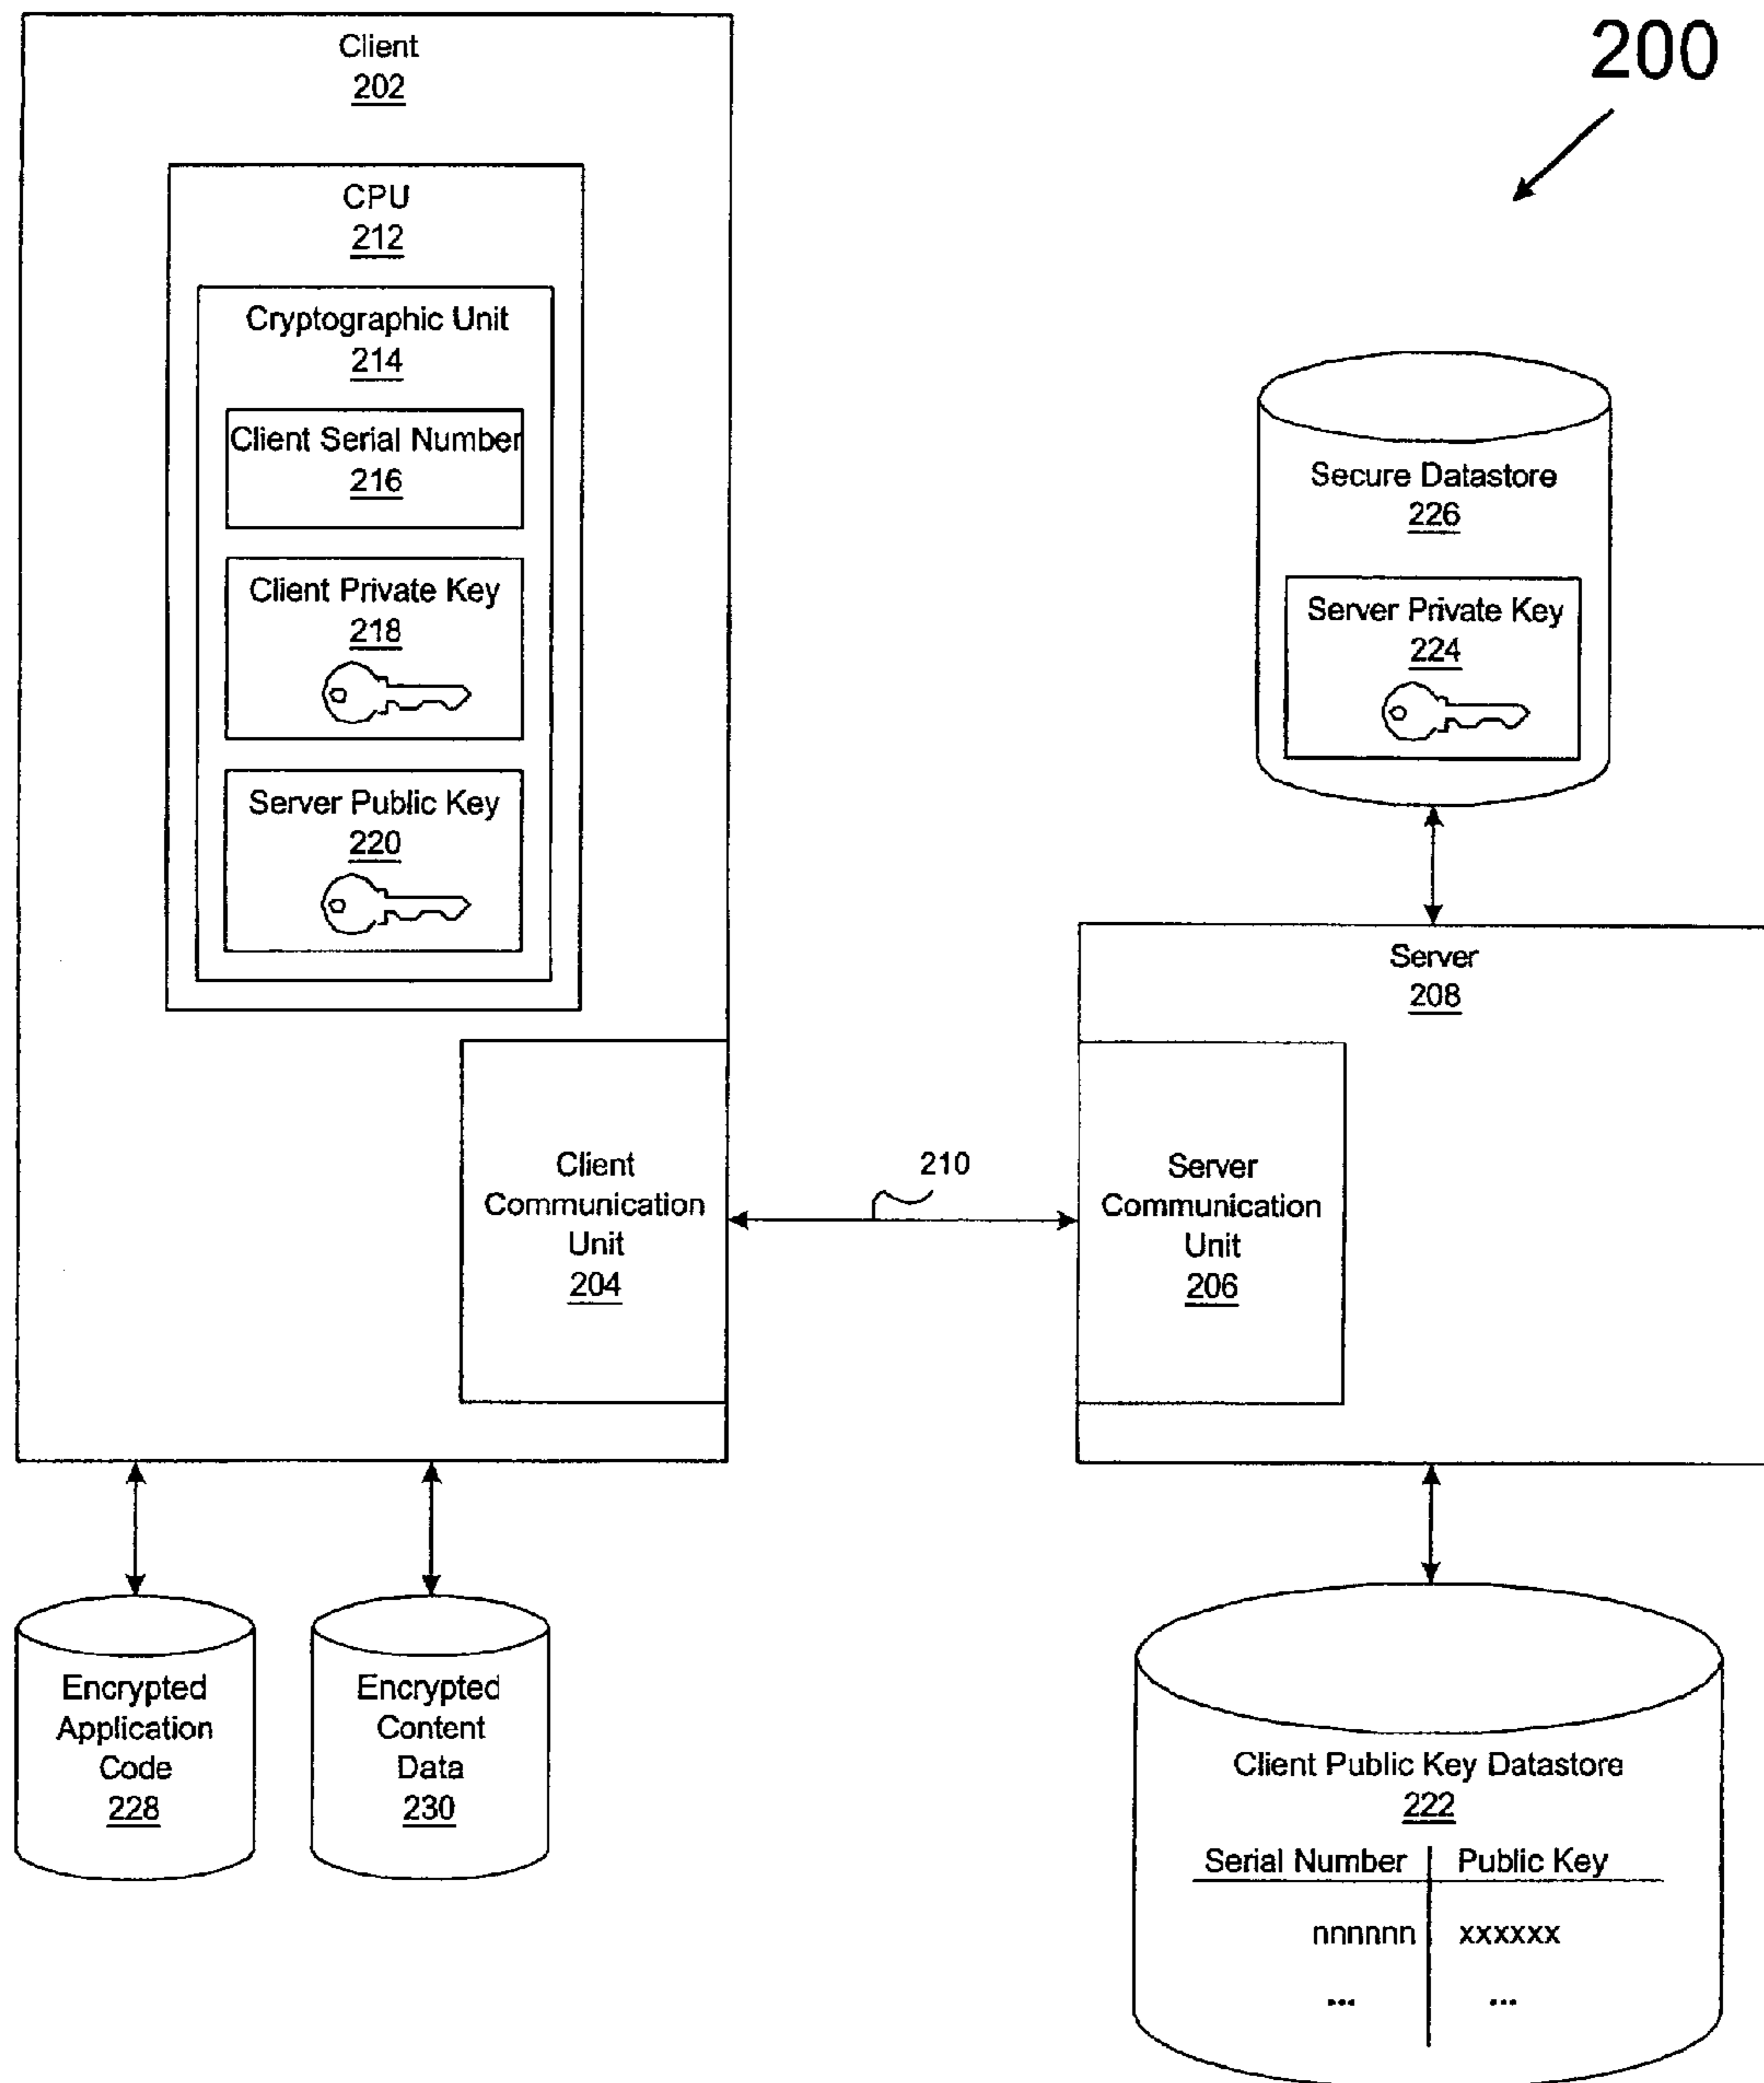 200
Client
202
CPU
212
Cryptographic Unit
214
Client Serial Number
216
Client Private Key
218
Server Public Key
220
Client
Communication
Unit
204
210
Secure Datastore
226
Server Private Key
224
Server
208
Server
Communication
Unit
206
Encrypted
Application
Code
228
Encrypted
Content
Data
230
Client Public Key Datastore
222
Serial Number Public Key
nnnnnn xxxxxx
... ...